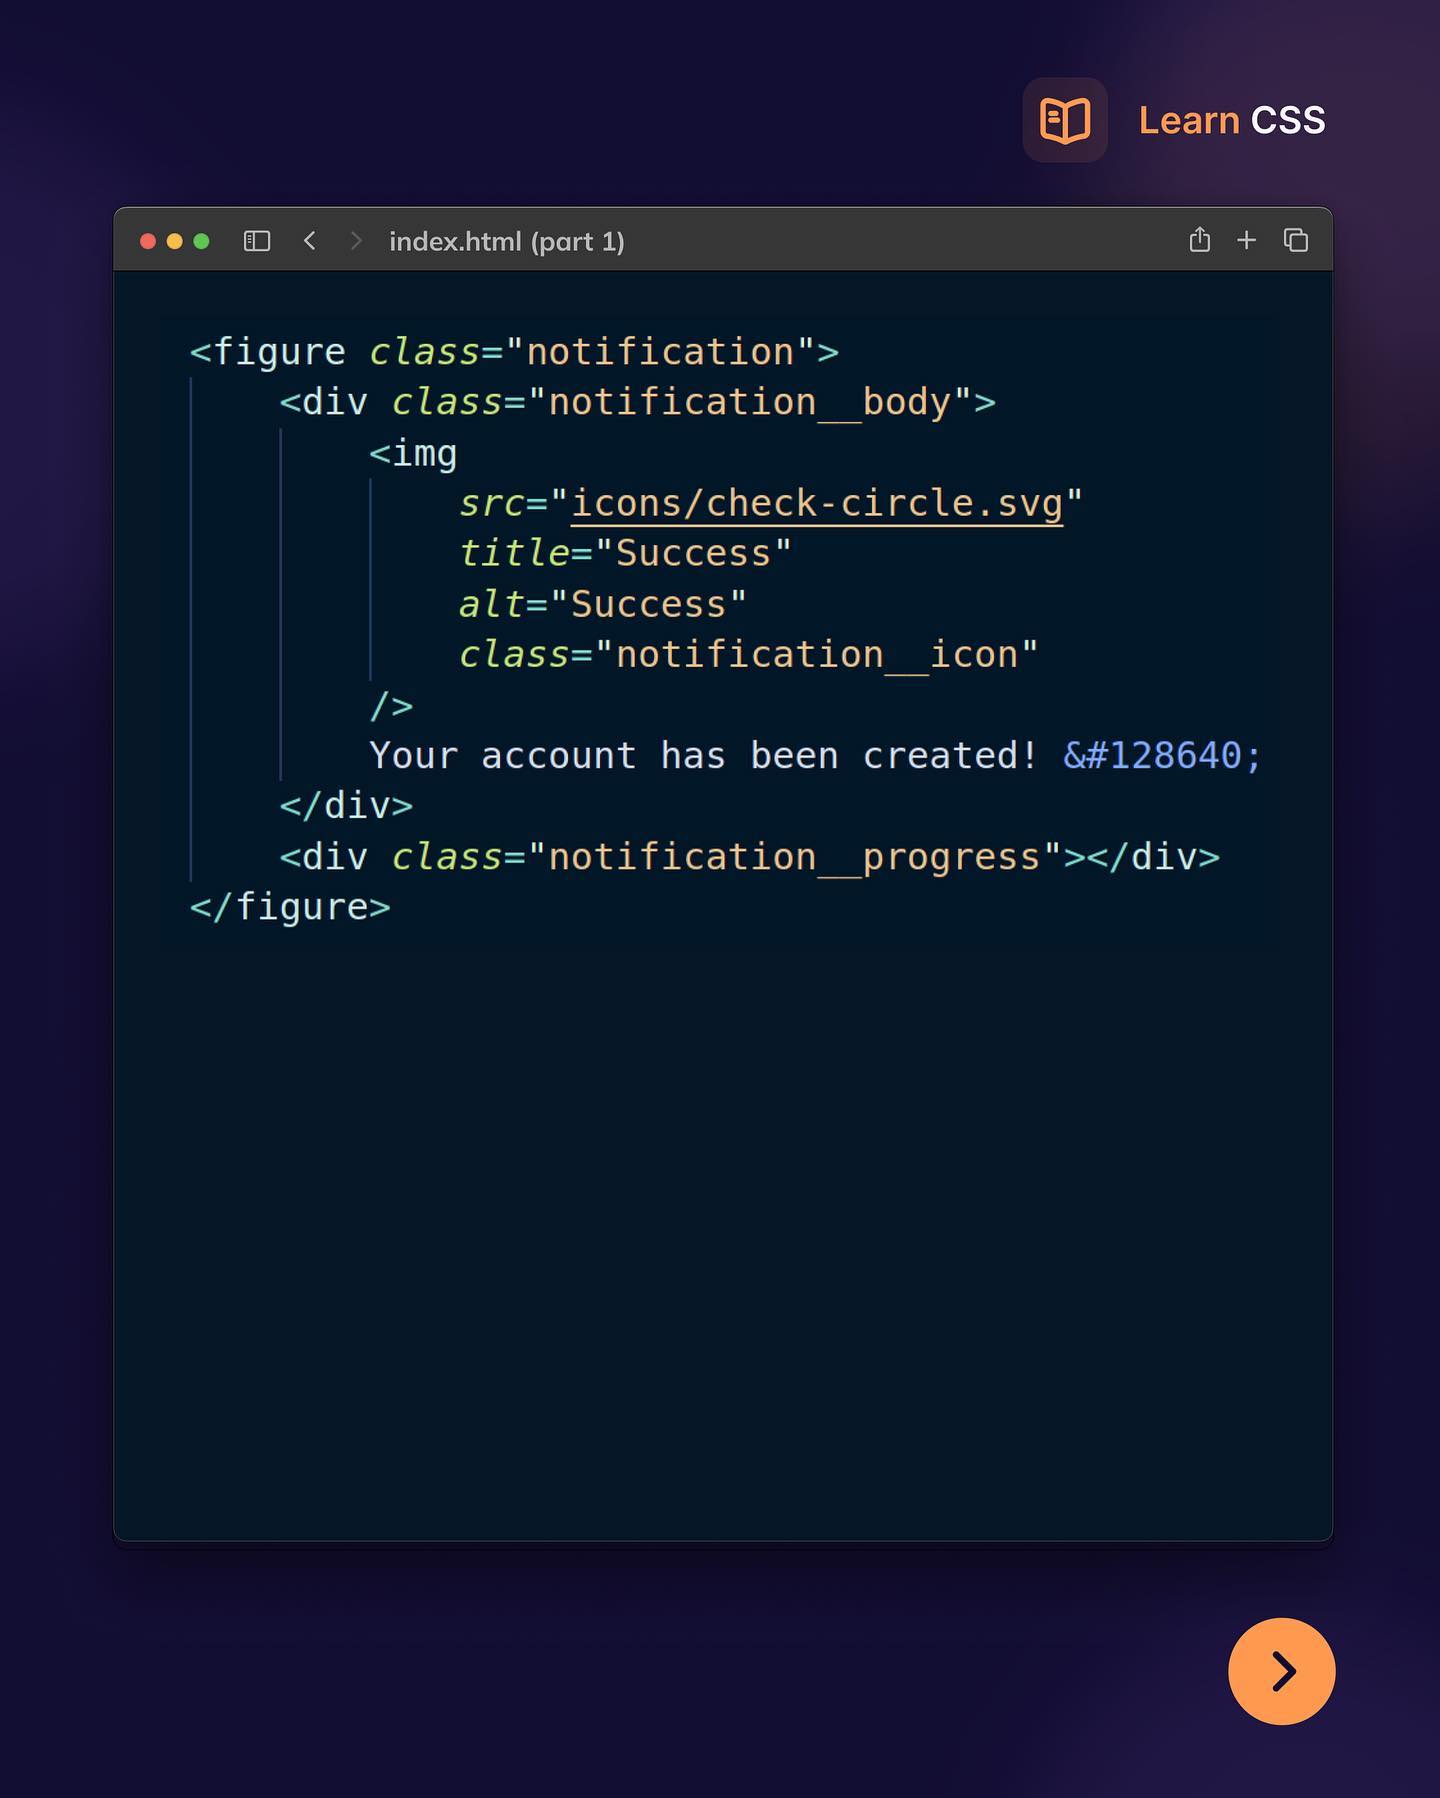 Learn CSS
index.html (part 1)
<figure class="notification">
    <div class="notification__body">
        <img
            src="icons/check-circle.svg"
            title="Success"
            alt="Success"
            class="notification__icon"
        />
        Your account has been created! &#128640;
    </div>
    <div class="notification__progress"></div>
</figure>